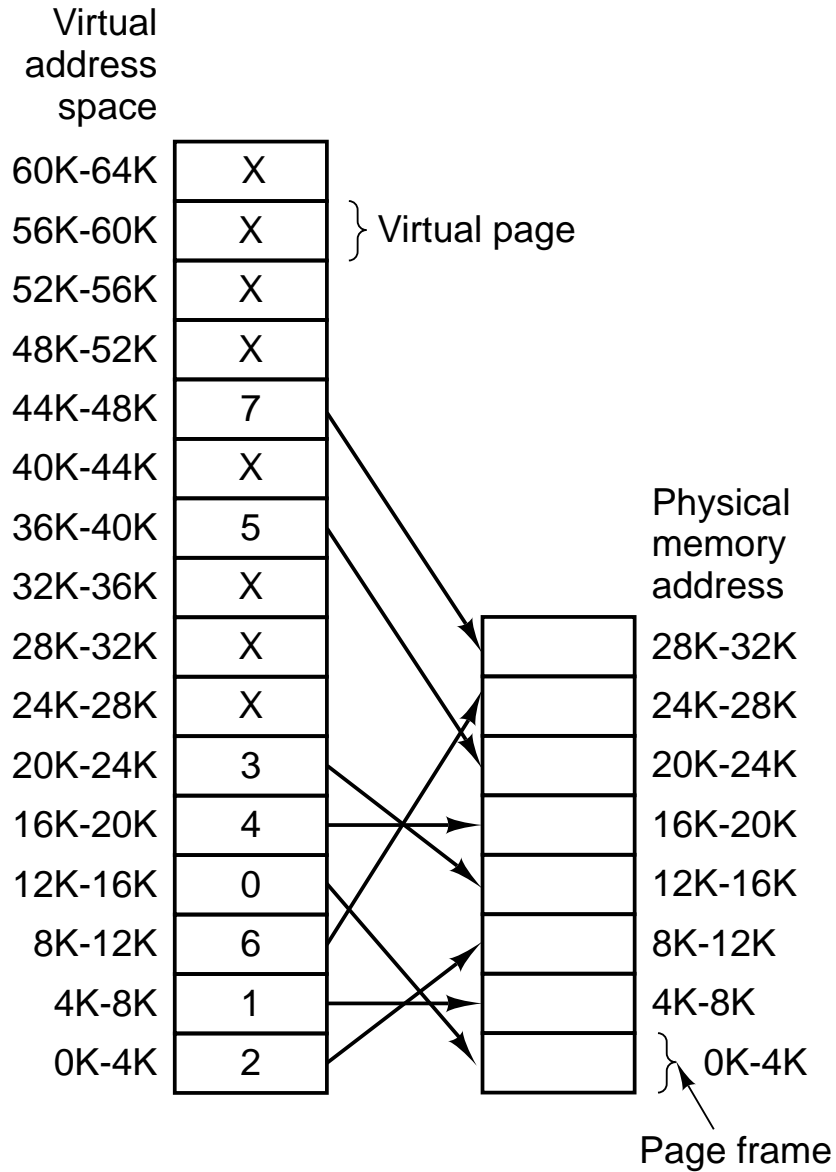 Virtual
address
space
60K-64K X
56K-60K X Virtual page
52K-56K X
48K-52K X
44K-48K 7
40K-44K X
36K-40K 5
32K-36K X
28K-32K X
24K-28K X
20K-24K 3
16K-20K 4
12K-16K 0
8K-12K 6
4K-8K 1
0K-4K 2
Physical
memory
address
28K-32K
24K-28K
20K-24K
16K-20K
12K-16K
8K-12K
4K-8K
0K-4K
Page frame